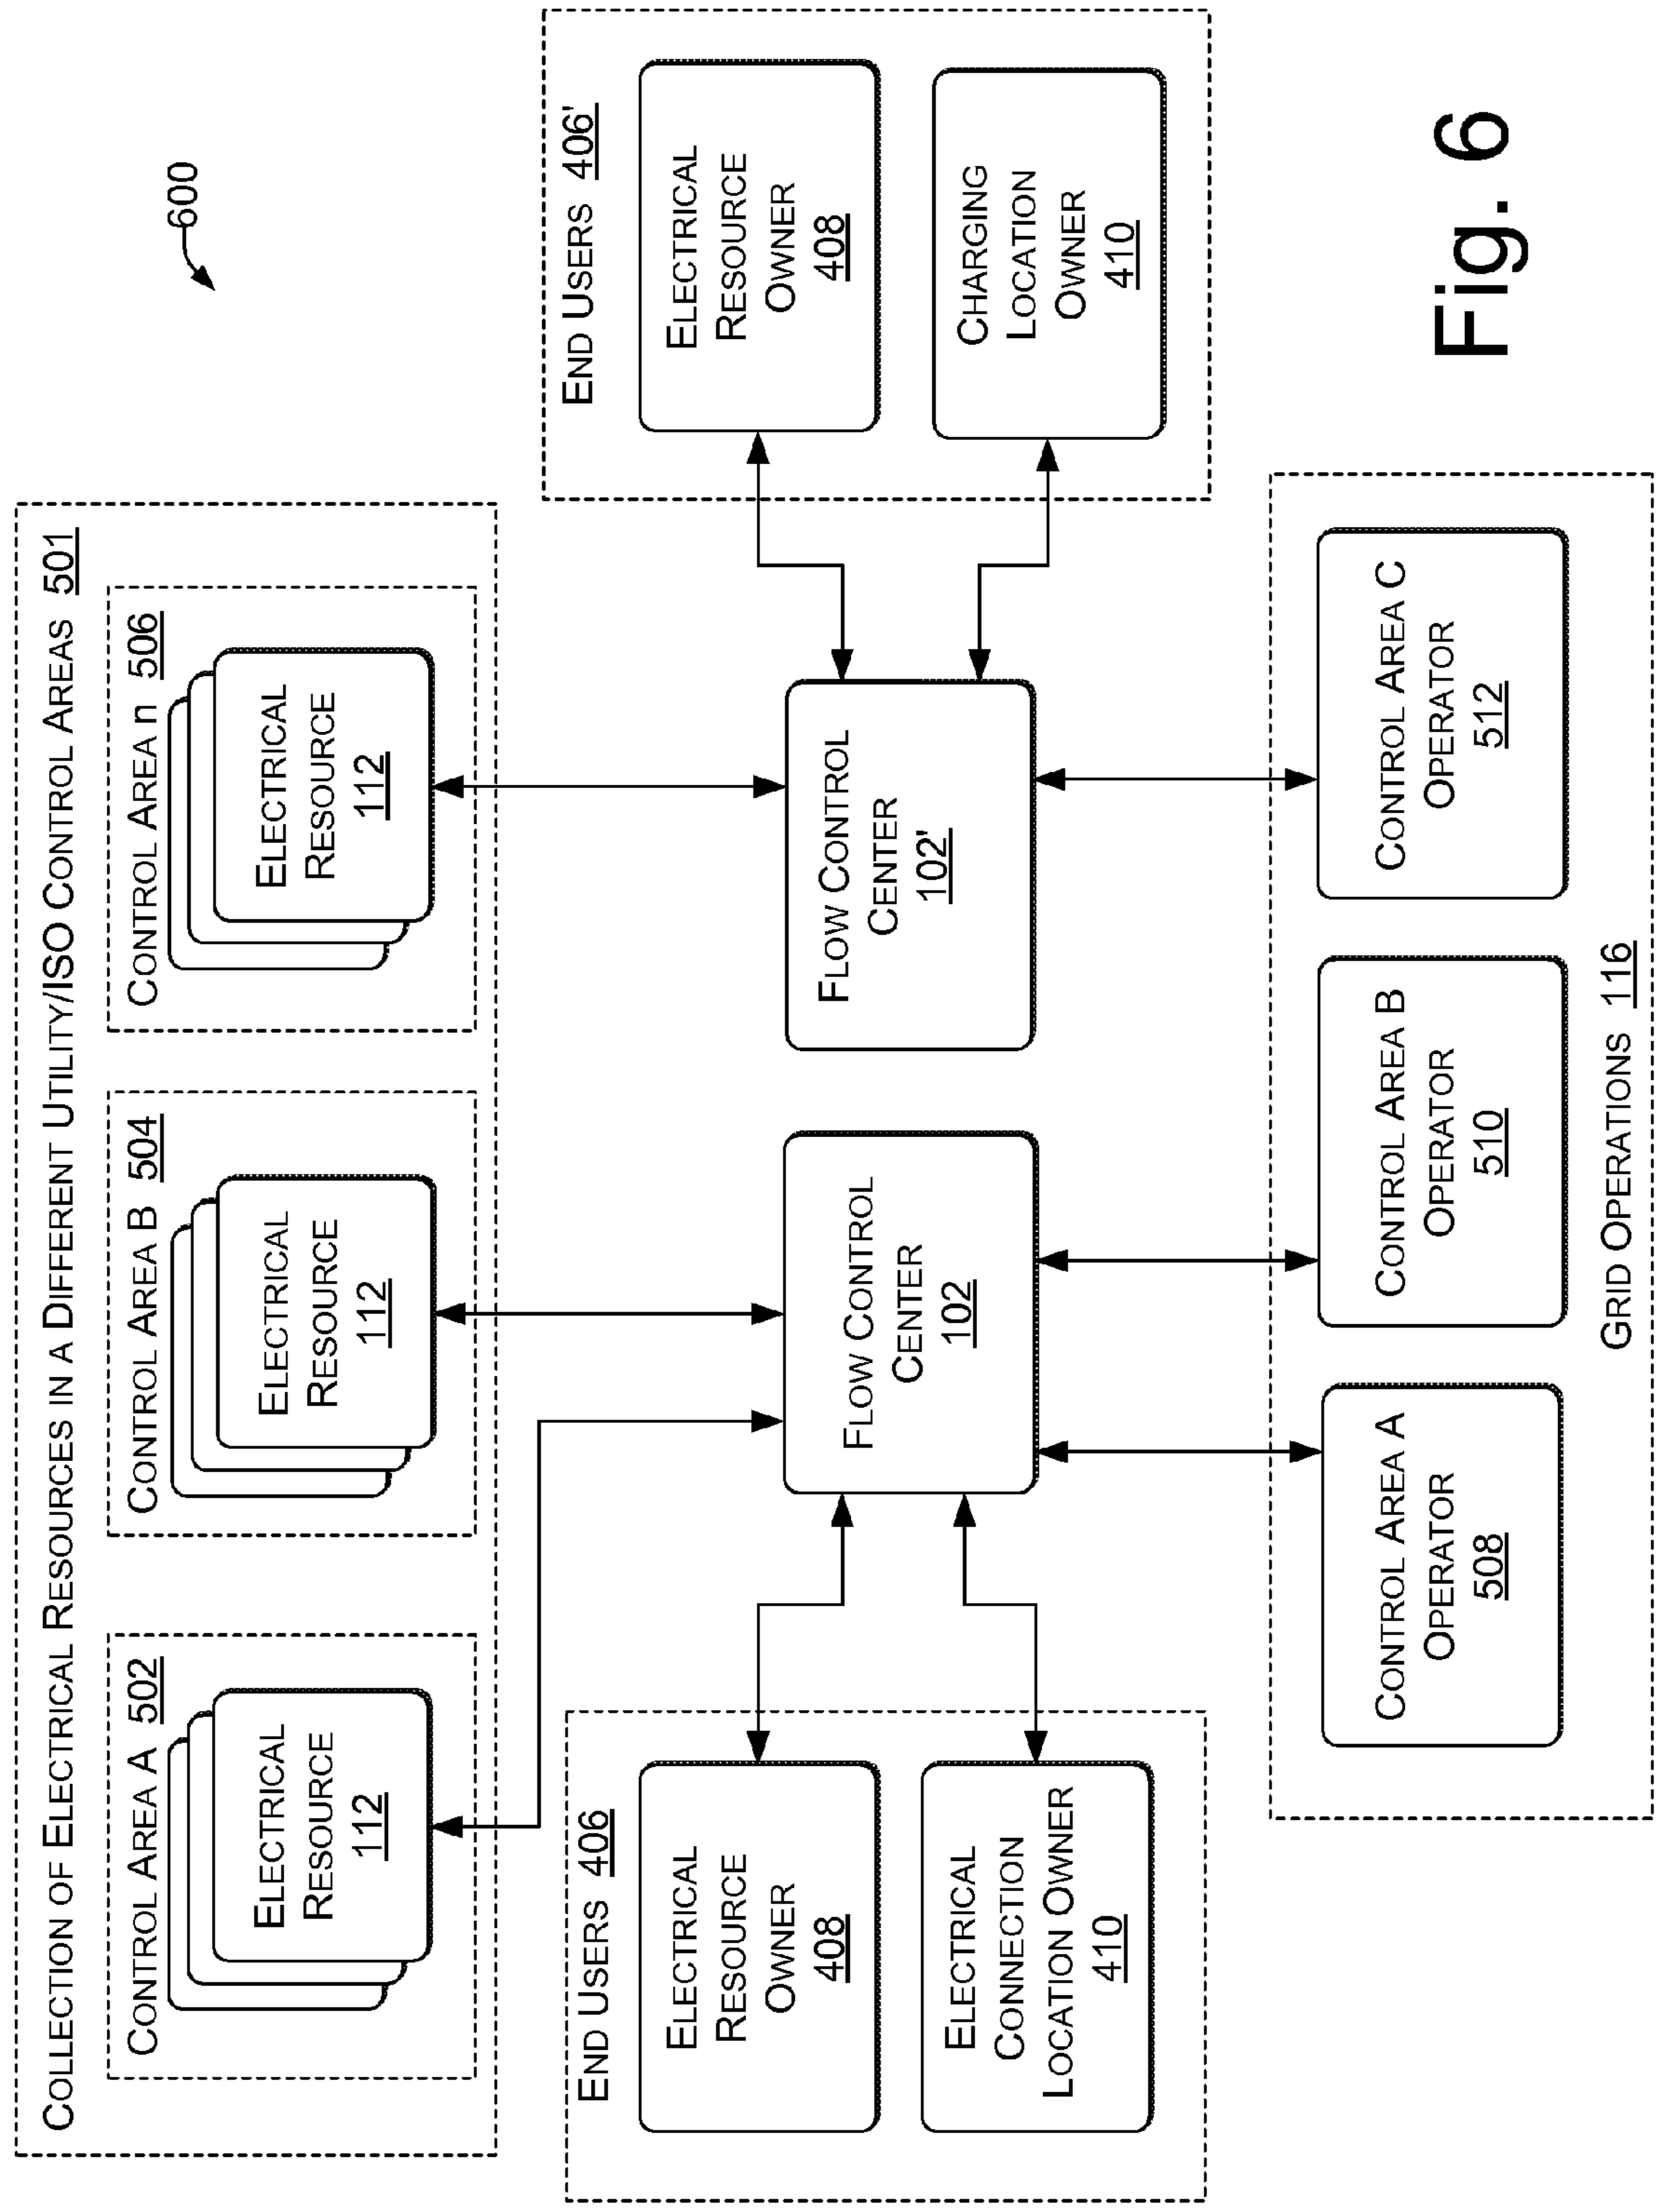 600
COLLECTION OF ELECTRICAL RESOURCES IN A DIFFERENT UTILITY/ISO CONTROL AREAS 501
CONTROL AREA A 502
ELECTRICAL
RESOURCE
112
CONTROL AREA B 504
ELECTRICAL
RESOURCE
112
CONTROL AREA n 506
ELECTRICAL
RESOURCE
112
END USERS 406
ELECTRICAL
RESOURCE
OWNER
408
ELECTRICAL
CONNECTION
LOCATION OWNER
410
FLOW CONTROL
CENTER
102
FLOW CONTROL
CENTER
102'
END USERS 406'
ELECTRICAL
RESOURCE
OWNER
408
CHARGING
LOCATION
OWNER
410
CONTROL AREA A
OPERATOR
508
CONTROL AREA B
OPERATOR
510
CONTROL AREA C
OPERATOR
512
GRID OPERATIONS 116
Fig. 6